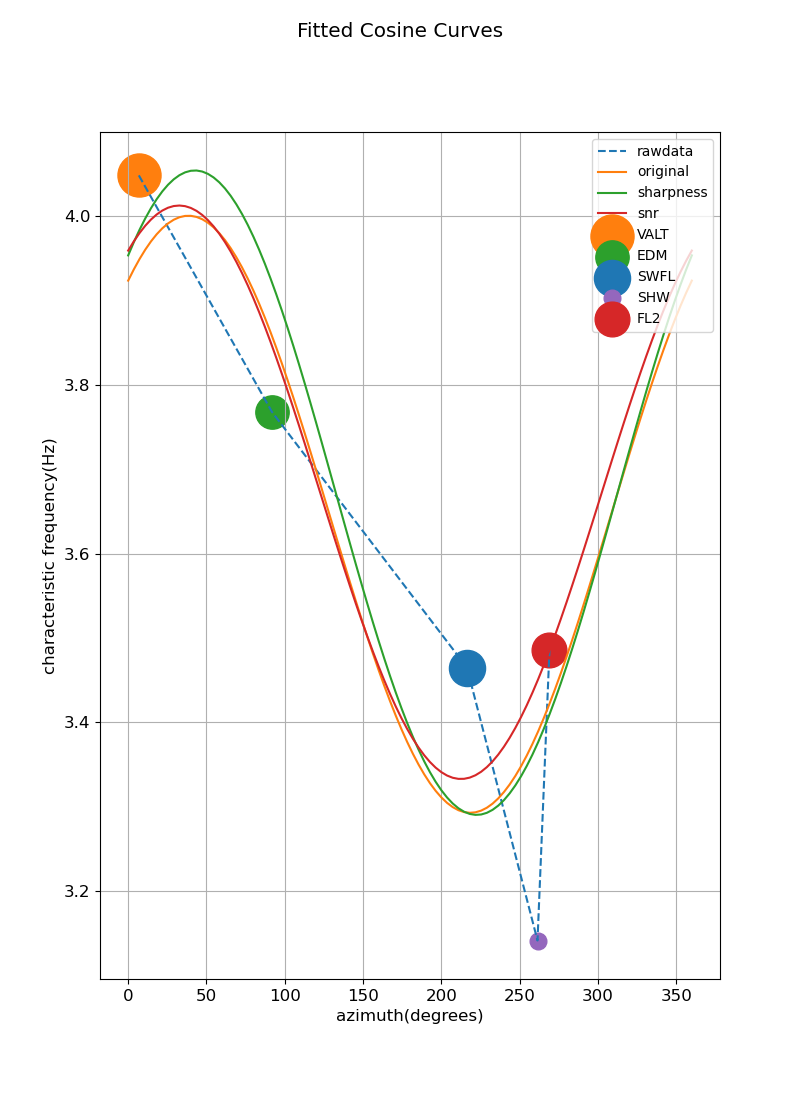 Fitted Cosine Curves
rawdata
original
sharpness
snr
VALT
EDM
SWFL
SHW
FL2
characteristic frequency(Hz)
4.0
3.8
3.6
3.4
3.2
0 50 100 150 200 250 300 350
azimuth(degrees)